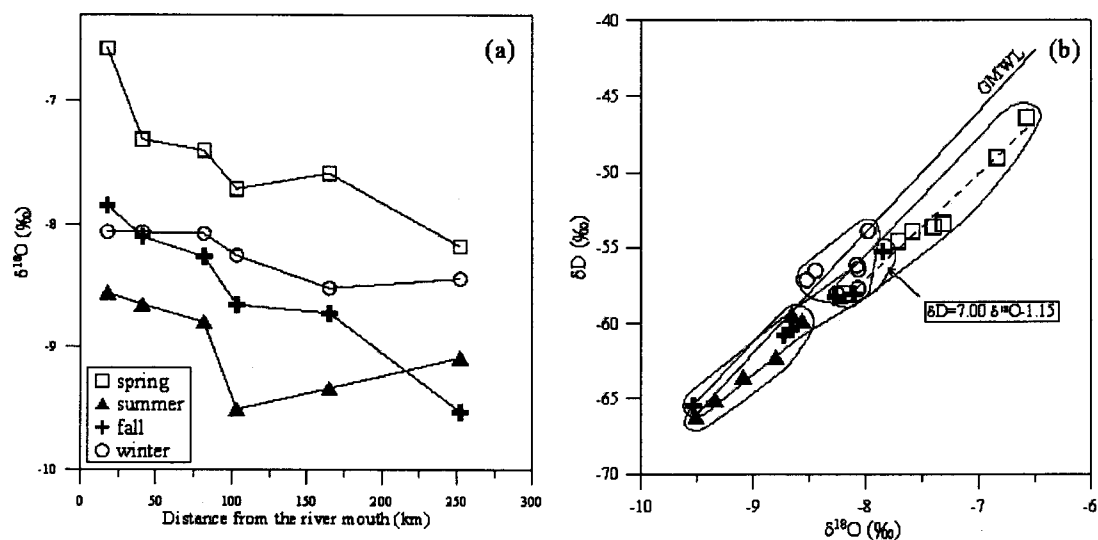 (a)
-7
-8
-9
-10
δ¹⁸O (‰)
spring
summer
fall
winter
0 50 100 150 200 250 300
Distance from the river mouth (km)
(b)
GMWL
-40
-45
-50
-55
-60
-65
-70
δD (‰)
δD=7.00 δ¹⁸O-1.15
-10 -9 -8 -7 -6
δ¹⁸O (‰)